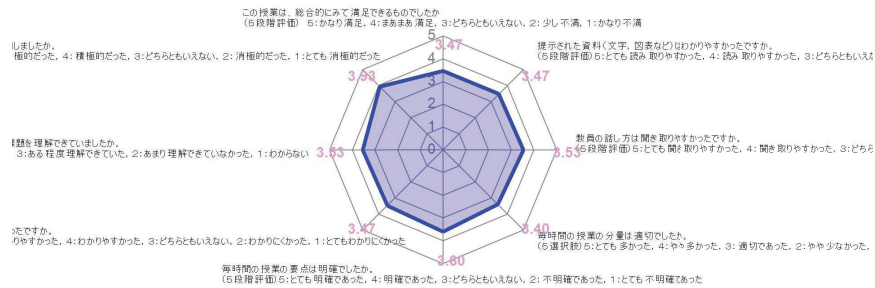 この授業は、総合的にみて満足できるものでしたか
(5段階評価) 5:かなり満足, 4:まあまあ満足, 3:どちらともいえない, 2:少し不満, 1:かなり不満
3.47
5
4
3
2
1
0
提示された資料(文字, 図表など)はわかりやすかったですか。
(5段階評価)5:とても読み取りやすかった, 4:読み取りやすかった, 3:どちらともいえな
3.47
教員の話し方は聞き取りやすかったですか。
(5段階評価)5:とても聞き取りやすかった, 4:聞き取りやすかった, 3:どちら
3.53
毎時間の授業の分量は適切でしたか。
(5選択肢)5:とても多かった, 4:やや多かった, 3:適切であった, 2:やや少なかった,
3.40
毎時間の授業の要点は明確でしたか。
(5段階評価)5:とても明確であった, 4:明確であった, 3:どちらともいえない, 2:不明確であった, 1:とても不明確であった
3.60
ったですか。
りやすかった, 4:わかりやすかった, 3:どちらともいえない, 2:わかりにくかった, 1:とてもわかりにくかった
3.47
題を理解できていましたか。
3:ある程度理解できていた, 2:あまり理解できていなかった, 1:わからない
3.53
しましたか。
極的だった, 4:積極的だった, 3:どちらともいえない, 2:消極的だった, 1:とても消極的だった
3.93